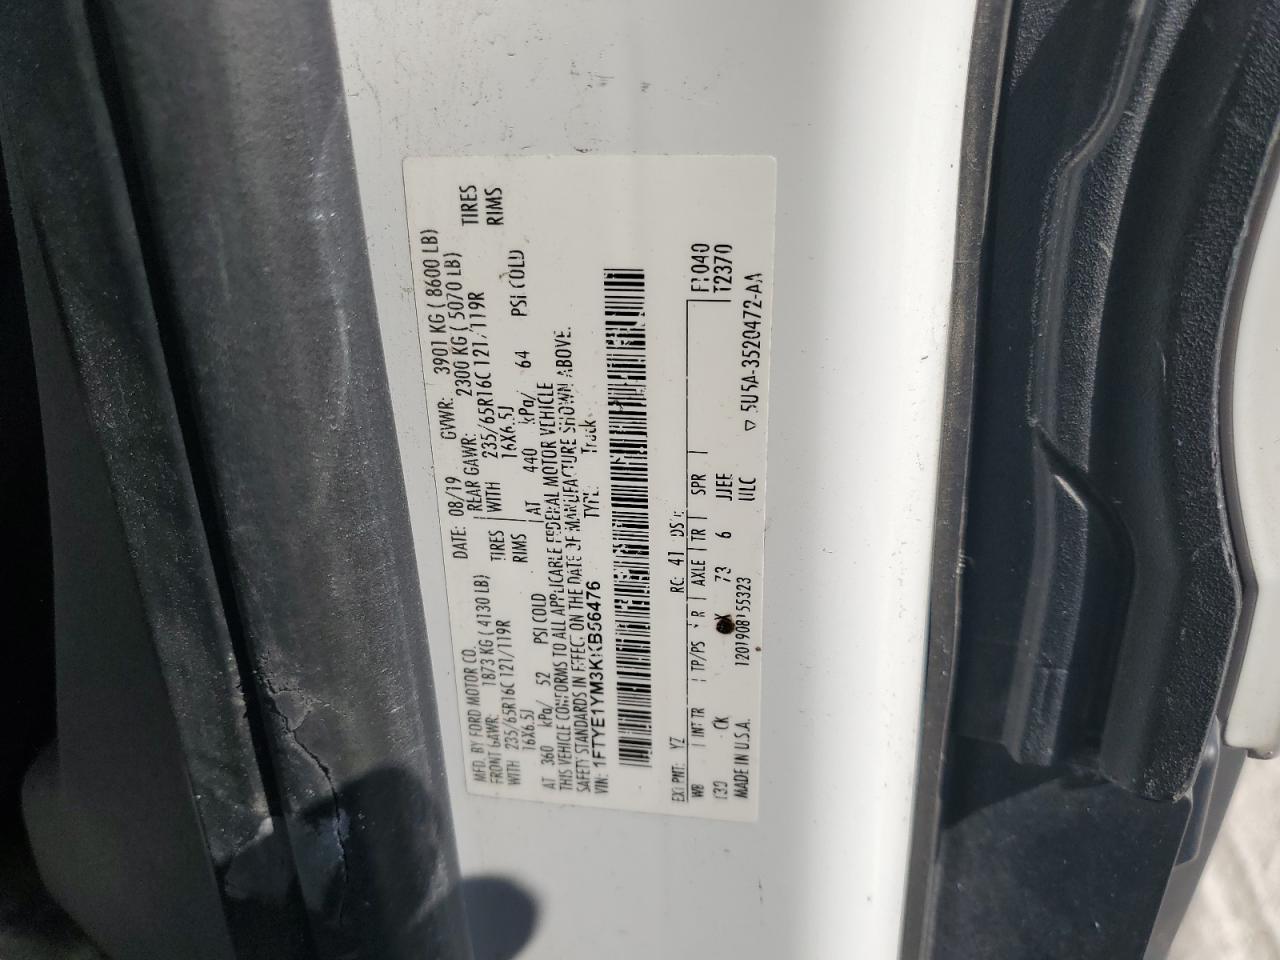 MFD. BY FORD MOTOR CO. DATE: 08/19 GVWR: 3901 KG ( 8600 LB)
FRONT GAWR: 1873 KG ( 4130 LB) REAR GAWR: 2300 KG ( 5070 LB)
WITH 235/65R16C 121/119R TIRES WITH 235/65R16C 121/119R TIRES
16X6.5J RIMS 16X6.5J RIMS
AT 360 kPa/ 52 PSI COLD AT 440 kPa/ 64 PSI COLD
THIS VEHICLE CONFORMS TO ALL APPLICABLE FEDERAL MOTOR VEHICLE
SAFETY STANDARDS IN EFFECT ON THE DATE OF MANUFACTURE SHOWN ABOVE.
VIN: 1FTYE1YM3KKB56476 TYPE: Truck
EXT PNT: YZ RC: 41 DSO: F1040
WB INT TR TP/PS R AXLE TR SPR T2370
130 CK X 73 6 JJEE
MADE IN U.S.A. 1201908155323 ULC
▽ 5U5A-3520472-AA